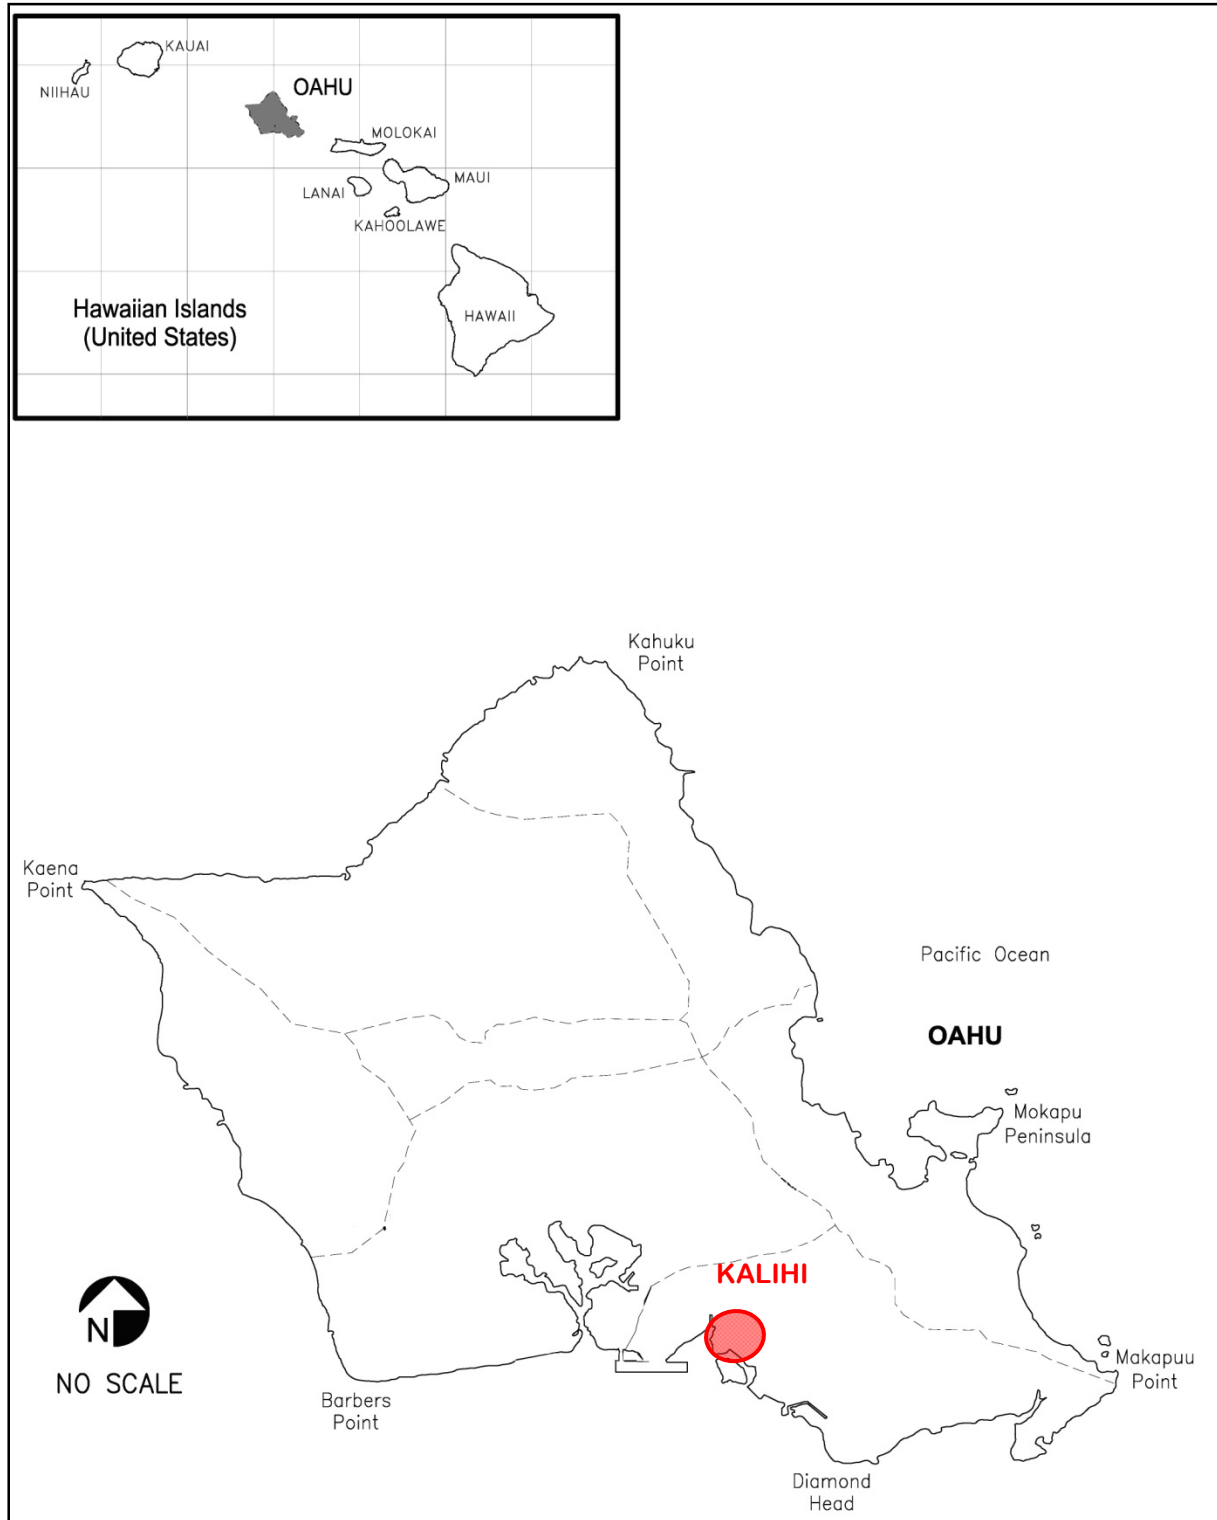 KAUAI
NIIHAU
OAHU
MOLOKAI
MAUI
LANAI
KAHOOLAWE
HAWAII
Hawaiian Islands
(United States)
Kahuku
Point
Kaena
Point
Pacific Ocean
OAHU
Mokapu
Peninsula
KALIHI
N
NO SCALE
Makapuu
Point
Barbers
Point
Diamond
Head